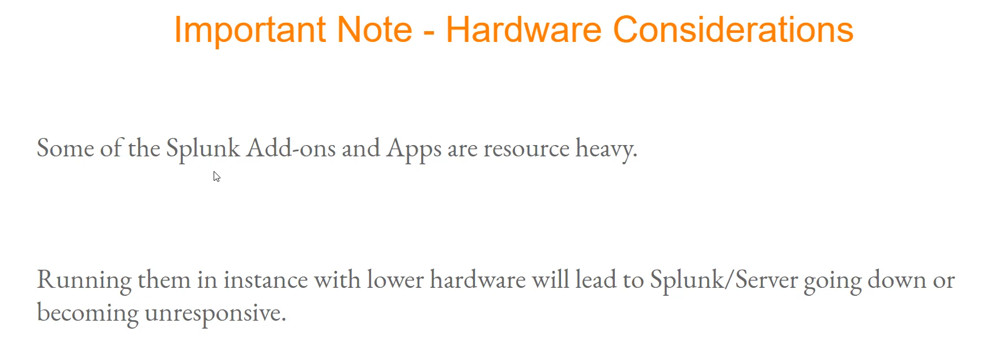 Important Note - Hardware Considerations
Some of the Splunk Add-ons and Apps are resource heavy.
Running them in instance with lower hardware will lead to Splunk/Server going down or
becoming unresponsive.